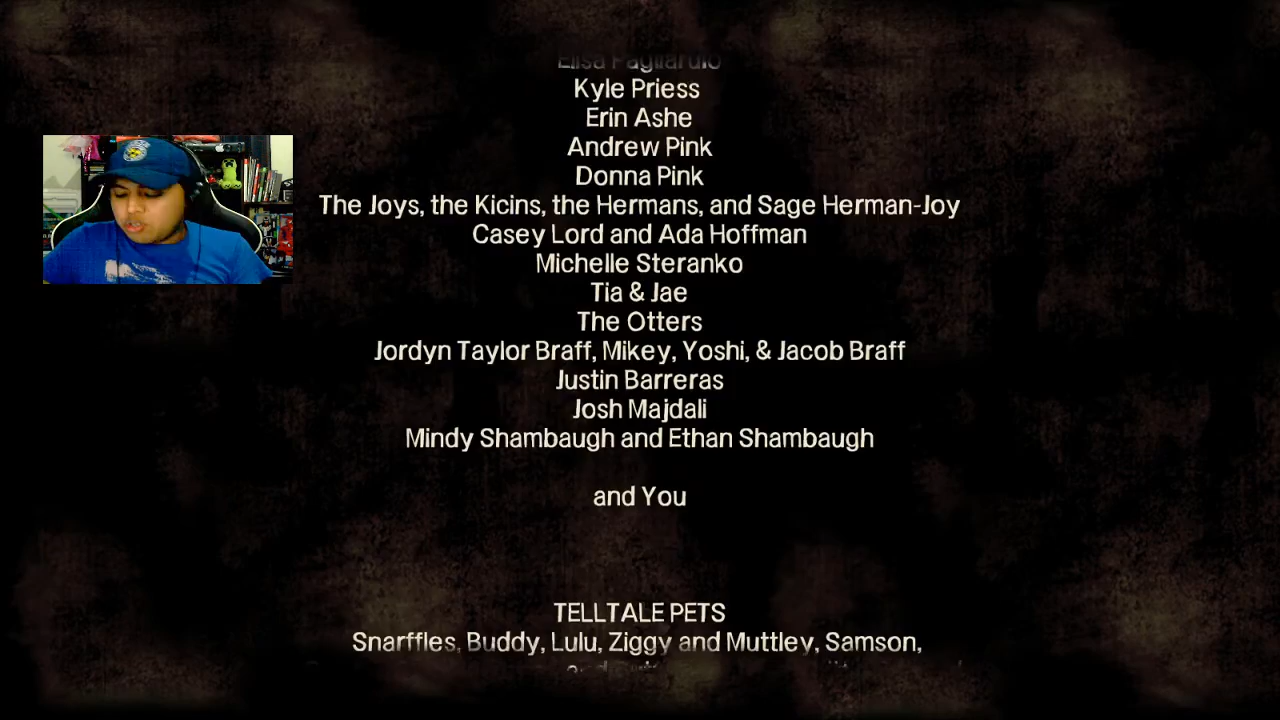 Kyle Priess
Erin Ashe
Andrew Pink
Donna Pink
The Joys, the Kicins, the Hermans, and Sage Herman-Joy
Casey Lord and Ada Hoffman
Michelle Steranko
Tia & Jae
The Otters
Jordyn Taylor Braff, Mikey, Yoshi, & Jacob Braff
Justin Barreras
Josh Majdali
Mindy Shambaugh and Ethan Shambaugh
and You
TELLTALE PETS
Snarffles, Buddy, Lulu, Ziggy and Muttley, Samson,